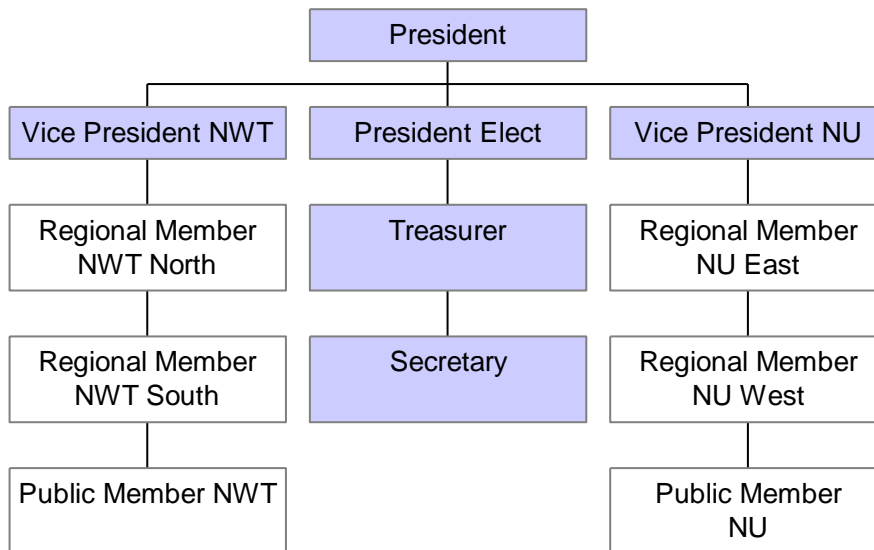 President
Vice President NWT
President Elect
Vice President NU
Regional Member
NWT North
Treasurer
Regional Member
NU East
Regional Member
NWT South
Secretary
Regional Member
NU West
Public Member NWT
Public Member
NU